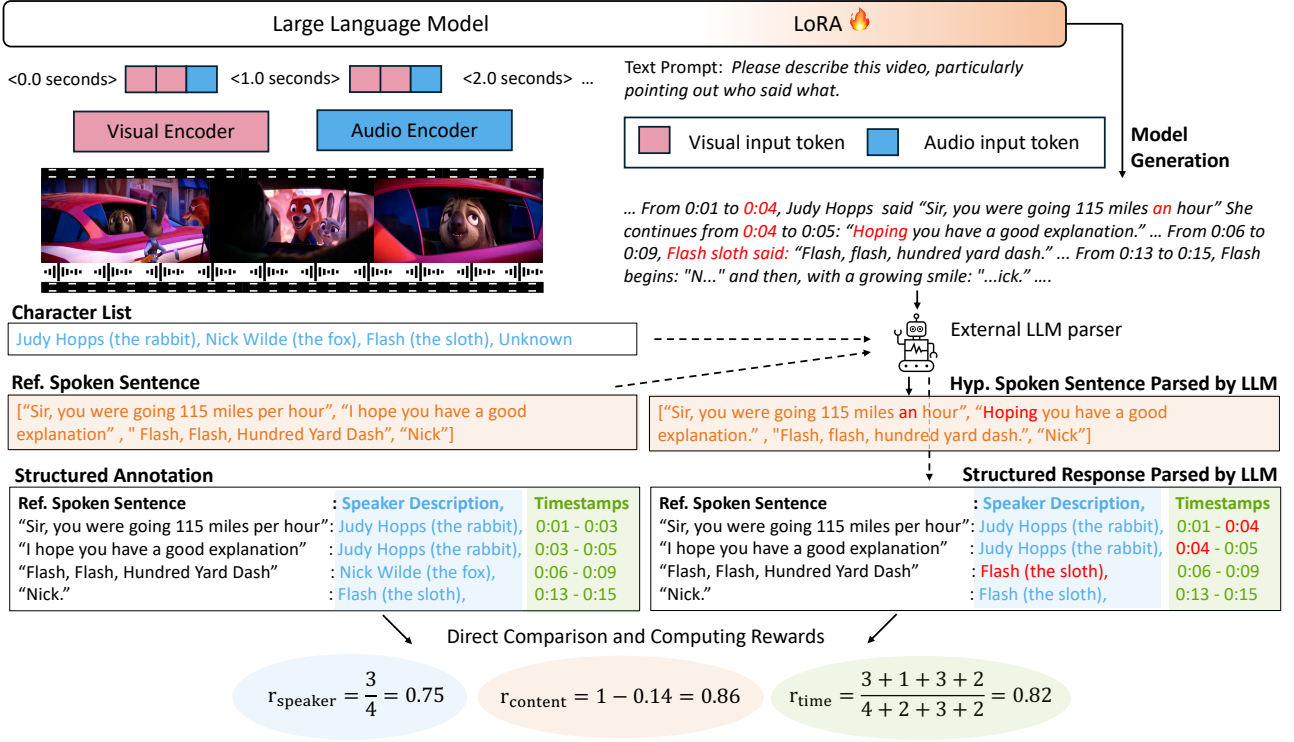 Large Language Model
LoRA
<0.0 seconds>
<1.0 seconds>
<2.0 seconds> ...
Visual Encoder
Audio Encoder
Text Prompt: Please describe this video, particularly
pointing out who said what.
Visual input token
Audio input token
Model
Generation
... From 0:01 to 0:04, Judy Hopps said “Sir, you were going 115 miles an hour” She
continues from 0:04 to 0:05: “Hoping you have a good explanation.” ... From 0:06 to
0:09, Flash sloth said: “Flash, flash, hundred yard dash.” ... From 0:13 to 0:15, Flash
begins: "N..." and then, with a growing smile: "...ick.” ....
External LLM parser
Character List
Judy Hopps (the rabbit), Nick Wilde (the fox), Flash (the sloth), Unknown
Ref. Spoken Sentence
[“Sir, you were going 115 miles per hour”, “I hope you have a good
explanation” , " Flash, Flash, Hundred Yard Dash”, “Nick”]
Hyp. Spoken Sentence Parsed by LLM
[“Sir, you were going 115 miles an hour”, “Hoping you have a good
explanation.” , "Flash, flash, hundred yard dash.”, “Nick”]
Structured Annotation
Ref. Spoken Sentence : Speaker Description, Timestamps
“Sir, you were going 115 miles per hour”: Judy Hopps (the rabbit), 0:01 - 0:03
“I hope you have a good explanation” : Judy Hopps (the rabbit), 0:03 - 0:05
“Flash, Flash, Hundred Yard Dash” : Nick Wilde (the fox), 0:06 - 0:09
“Nick.” : Flash (the sloth), 0:13 - 0:15
Structured Response Parsed by LLM
Ref. Spoken Sentence : Speaker Description, Timestamps
“Sir, you were going 115 miles per hour”: Judy Hopps (the rabbit), 0:01 - 0:04
“I hope you have a good explanation” : Judy Hopps (the rabbit), 0:04 - 0:05
“Flash, Flash, Hundred Yard Dash” : Flash (the sloth), 0:06 - 0:09
“Nick.” : Flash (the sloth), 0:13 - 0:15
Direct Comparison and Computing Rewards
r_speaker = 3/4 = 0.75
r_content = 1 − 0.14 = 0.86
r_time = (3 + 1 + 3 + 2)/(4 + 2 + 3 + 2) = 0.82